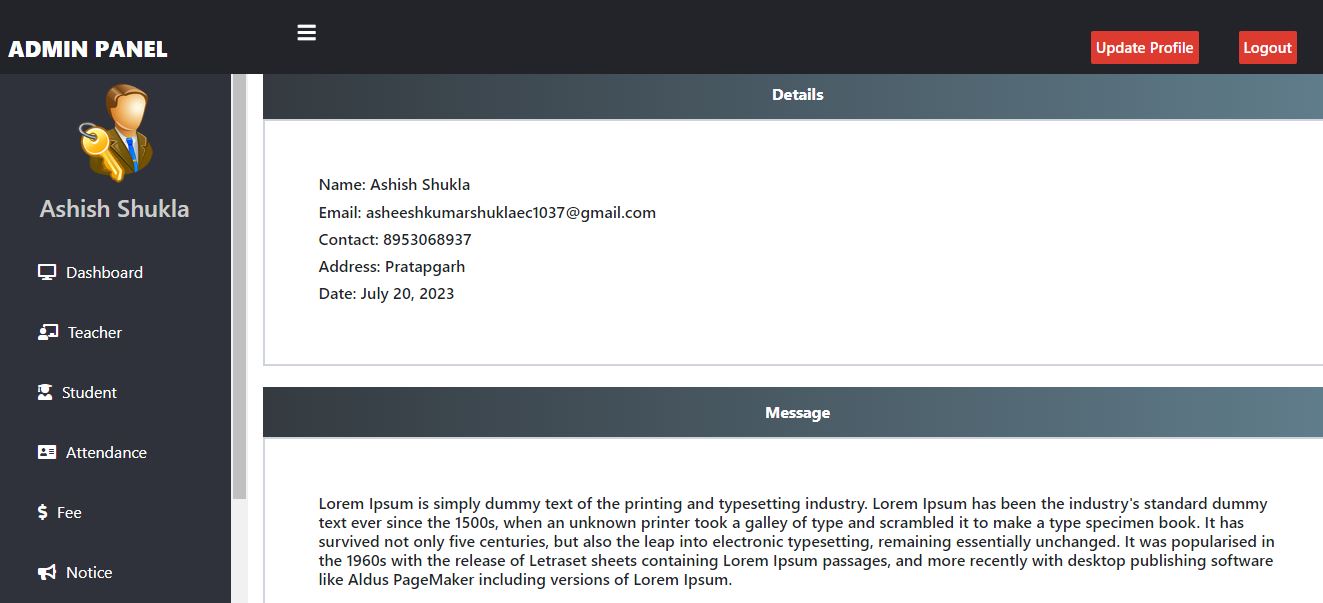 ADMIN PANEL
Update Profile
Logout
Ashish Shukla
Dashboard
Teacher
Student
Attendance
Fee
Notice
Details
Name: Ashish Shukla
Email: asheeshkumarshuklaec1037@gmail.com
Contact: 8953068937
Address: Pratapgarh
Date: July 20, 2023
Message
Lorem Ipsum is simply dummy text of the printing and typesetting industry. Lorem Ipsum has been the industry's standard dummy
text ever since the 1500s, when an unknown printer took a galley of type and scrambled it to make a type specimen book. It has
survived not only five centuries, but also the leap into electronic typesetting, remaining essentially unchanged. It was popularised in
the 1960s with the release of Letraset sheets containing Lorem Ipsum passages, and more recently with desktop publishing software
like Aldus PageMaker including versions of Lorem Ipsum.